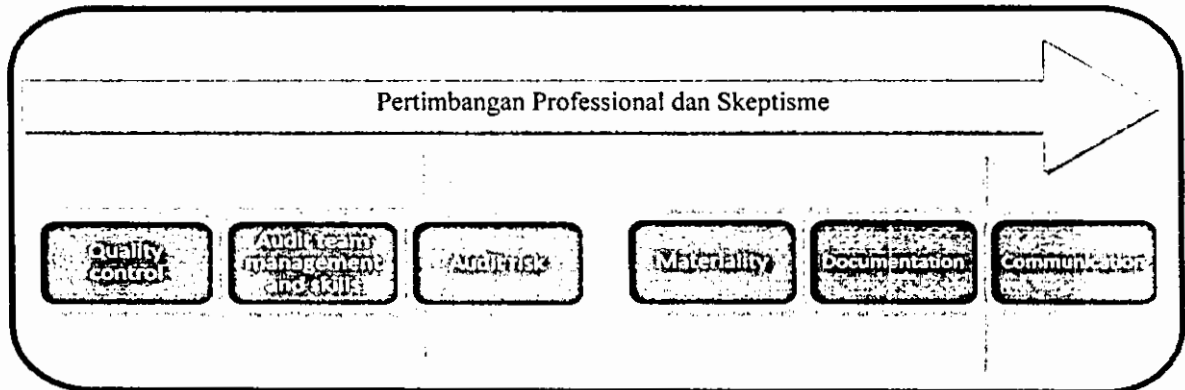 Pertimbangan Professional dan Skeptisme
Quality
control
Audit team
management
and skills
Audit risk
Materiality
Documentation
Communication